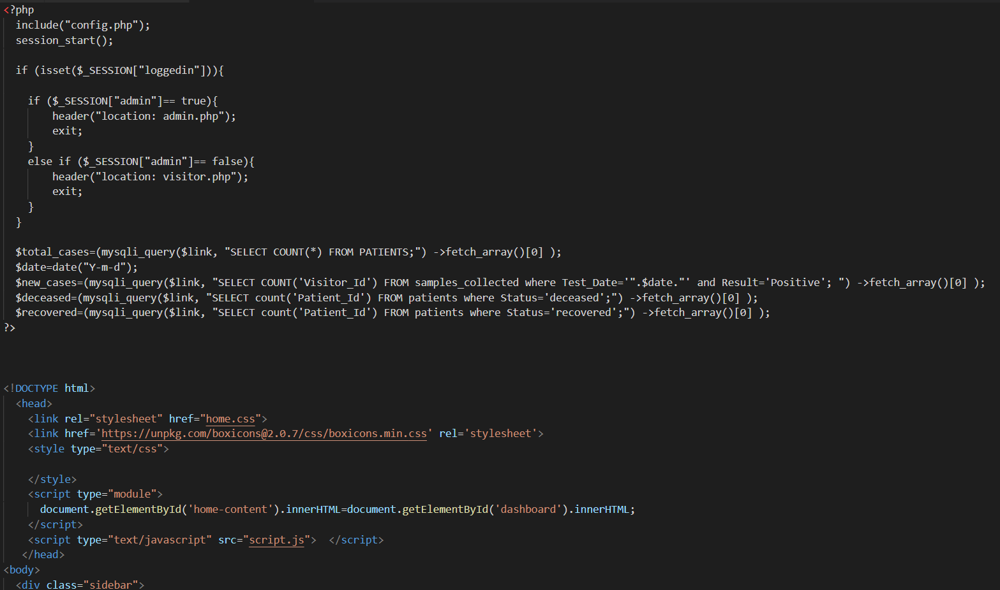 <?php
include("config.php");
session_start();
if (isset($_SESSION["loggedin"])){
if ($_SESSION["admin"]== true){
header("location: admin.php");
exit;
}
else if ($_SESSION["admin"]== false){
header("location: visitor.php");
exit;
}
}
$total_cases=(mysqli_query($link, "SELECT COUNT(*) FROM PATIENTS;") ->fetch_array()[0] );
$date=date("Y-m-d");
$new_cases=(mysqli_query($link, "SELECT COUNT('Visitor_Id') FROM samples_collected where Test_Date='".$date."' and Result='Positive'; ") ->fetch_array()[0] );
$deceased=(mysqli_query($link, "SELECT count('Patient_Id') FROM patients where Status='deceased';") ->fetch_array()[0] );
$recovered=(mysqli_query($link, "SELECT count('Patient_Id') FROM patients where Status='recovered';") ->fetch_array()[0] );
?>
<!DOCTYPE html>
<head>
<link rel="stylesheet" href="home.css">
<link href='https://unpkg.com/boxicons@2.0.7/css/boxicons.min.css' rel='stylesheet'>
<style type="text/css">
</style>
<script type="module">
document.getElementById('home-content').innerHTML=document.getElementById('dashboard').innerHTML;
</script>
<script type="text/javascript" src="script.js">  </script>
</head>
<body>
<div class="sidebar">